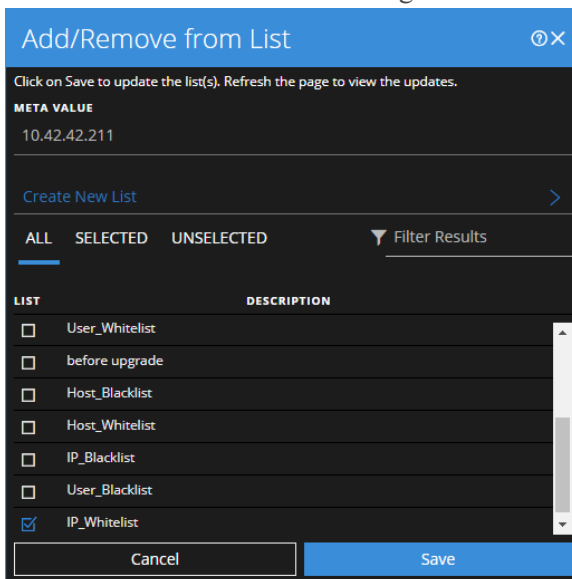 Add/Remove from List
Click on Save to update the list(s). Refresh the page to view the updates.
META VALUE
10.42.42.211
Create New List
ALL SELECTED UNSELECTED Filter Results
LIST DESCRIPTION
User_Whitelist
before upgrade
Host_Blacklist
Host_Whitelist
IP_Blacklist
User_Blacklist
IP_Whitelist
Cancel Save